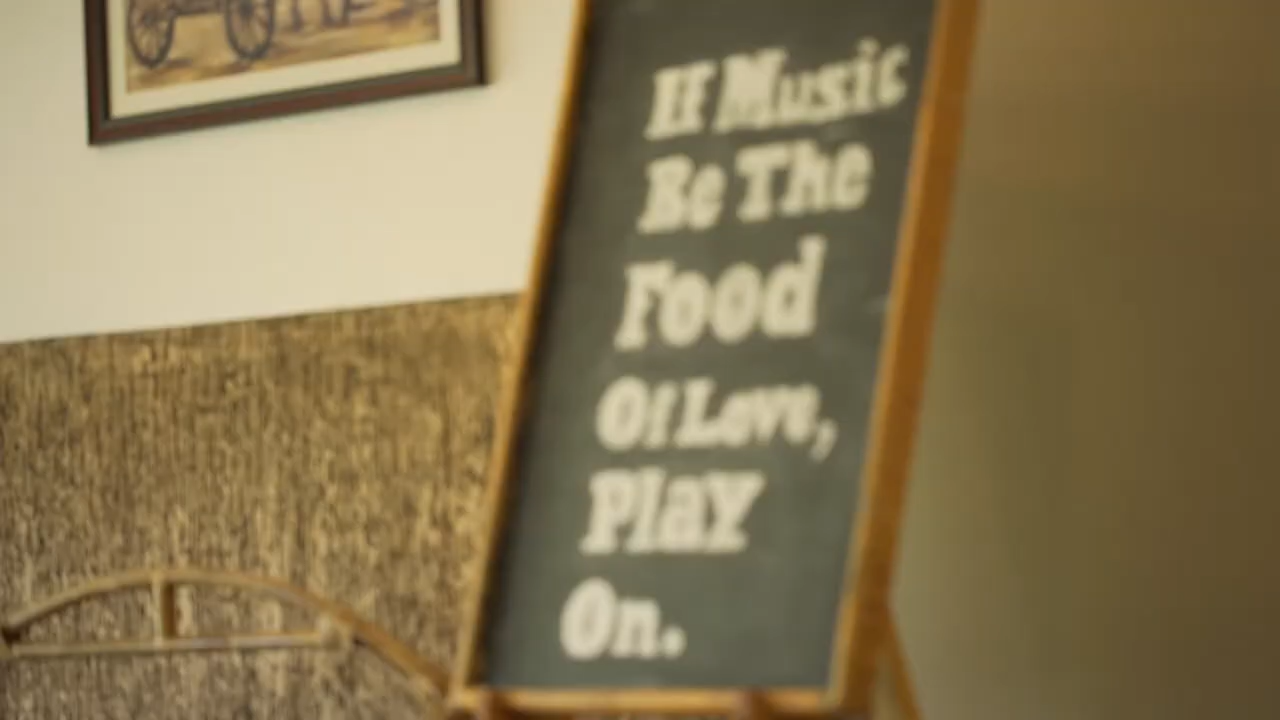 If Music
Be The
Food
Of Love,
Play
On.